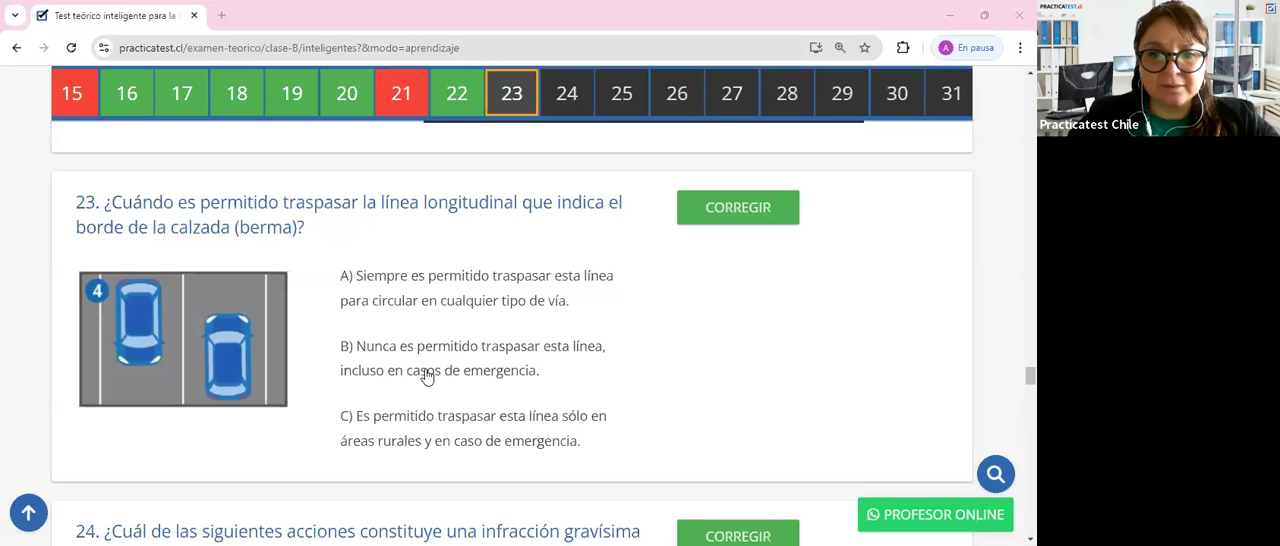 Test teórico inteligente para la l
practicatest.cl/examen-teorico/clase-B/inteligentes?&modo=aprendizaje
A
En pausa
PRACTICATEST.cl
Practicatest Chile
15 16 17 18 19 20 21 22 23 24 25 26 27 28 29 30 31
23. ¿Cuándo es permitido traspasar la línea longitudinal que indica el
borde de la calzada (berma)?
CORREGIR
4
A) Siempre es permitido traspasar esta línea
para circular en cualquier tipo de vía.
B) Nunca es permitido traspasar esta línea,
incluso en casos de emergencia.
C) Es permitido traspasar esta línea sólo en
áreas rurales y en caso de emergencia.
PROFESOR ONLINE
24. ¿Cuál de las siguientes acciones constituye una infracción gravísima
CORREGIR